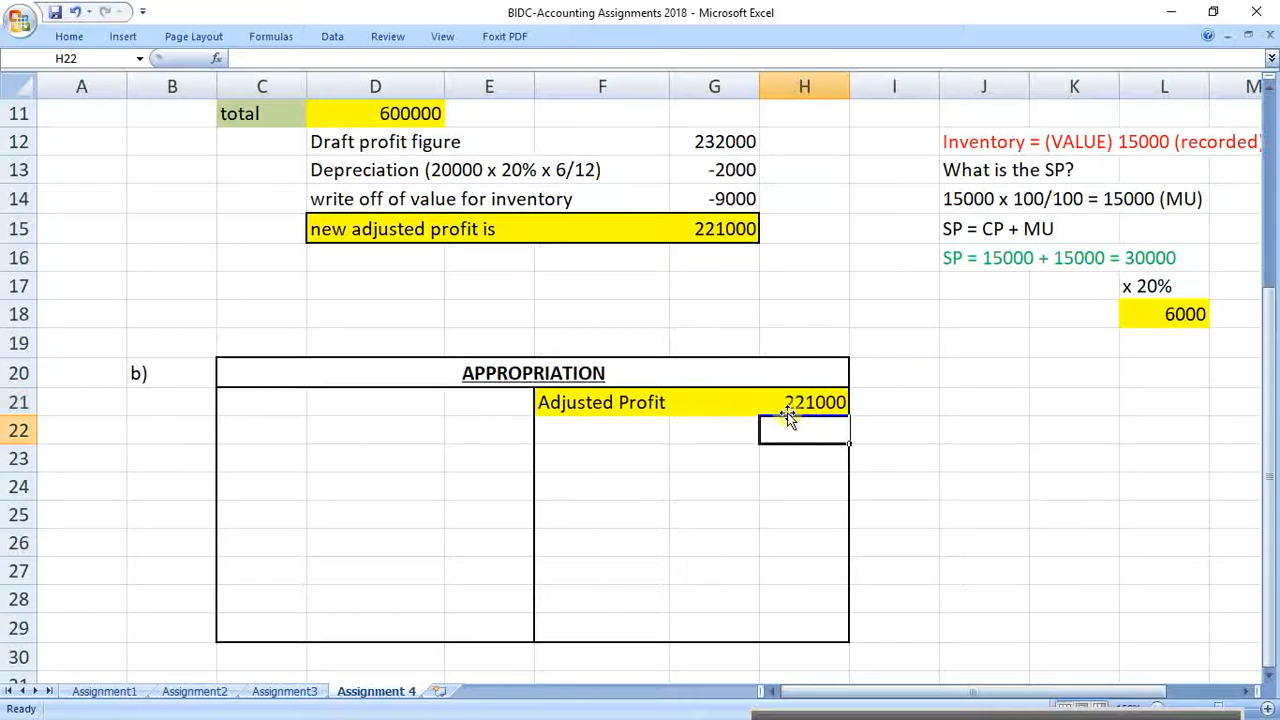 BIDC-Accounting Assignments 2018 - Microsoft Excel
Home Insert Page Layout Formulas Data Review View Foxit PDF
H22 fx
A B C D E F G H I J K L M
11 total 600000
12 Draft profit figure 232000 Inventory = (VALUE) 15000 (recorded)
13 Depreciation (20000 x 20% x 6/12) -2000 What is the SP?
14 write off of value for inventory -9000 15000 x 100/100 = 15000 (MU)
15 new adjusted profit is 221000 SP = CP + MU
16 SP = 15000 + 15000 = 30000
17 x 20%
18 6000
19
20 b) APPROPRIATION
21 Adjusted Profit 221000
22
23
24
25
26
27
28
29
30
Assignment1 Assignment2 Assignment3 Assignment 4
Ready